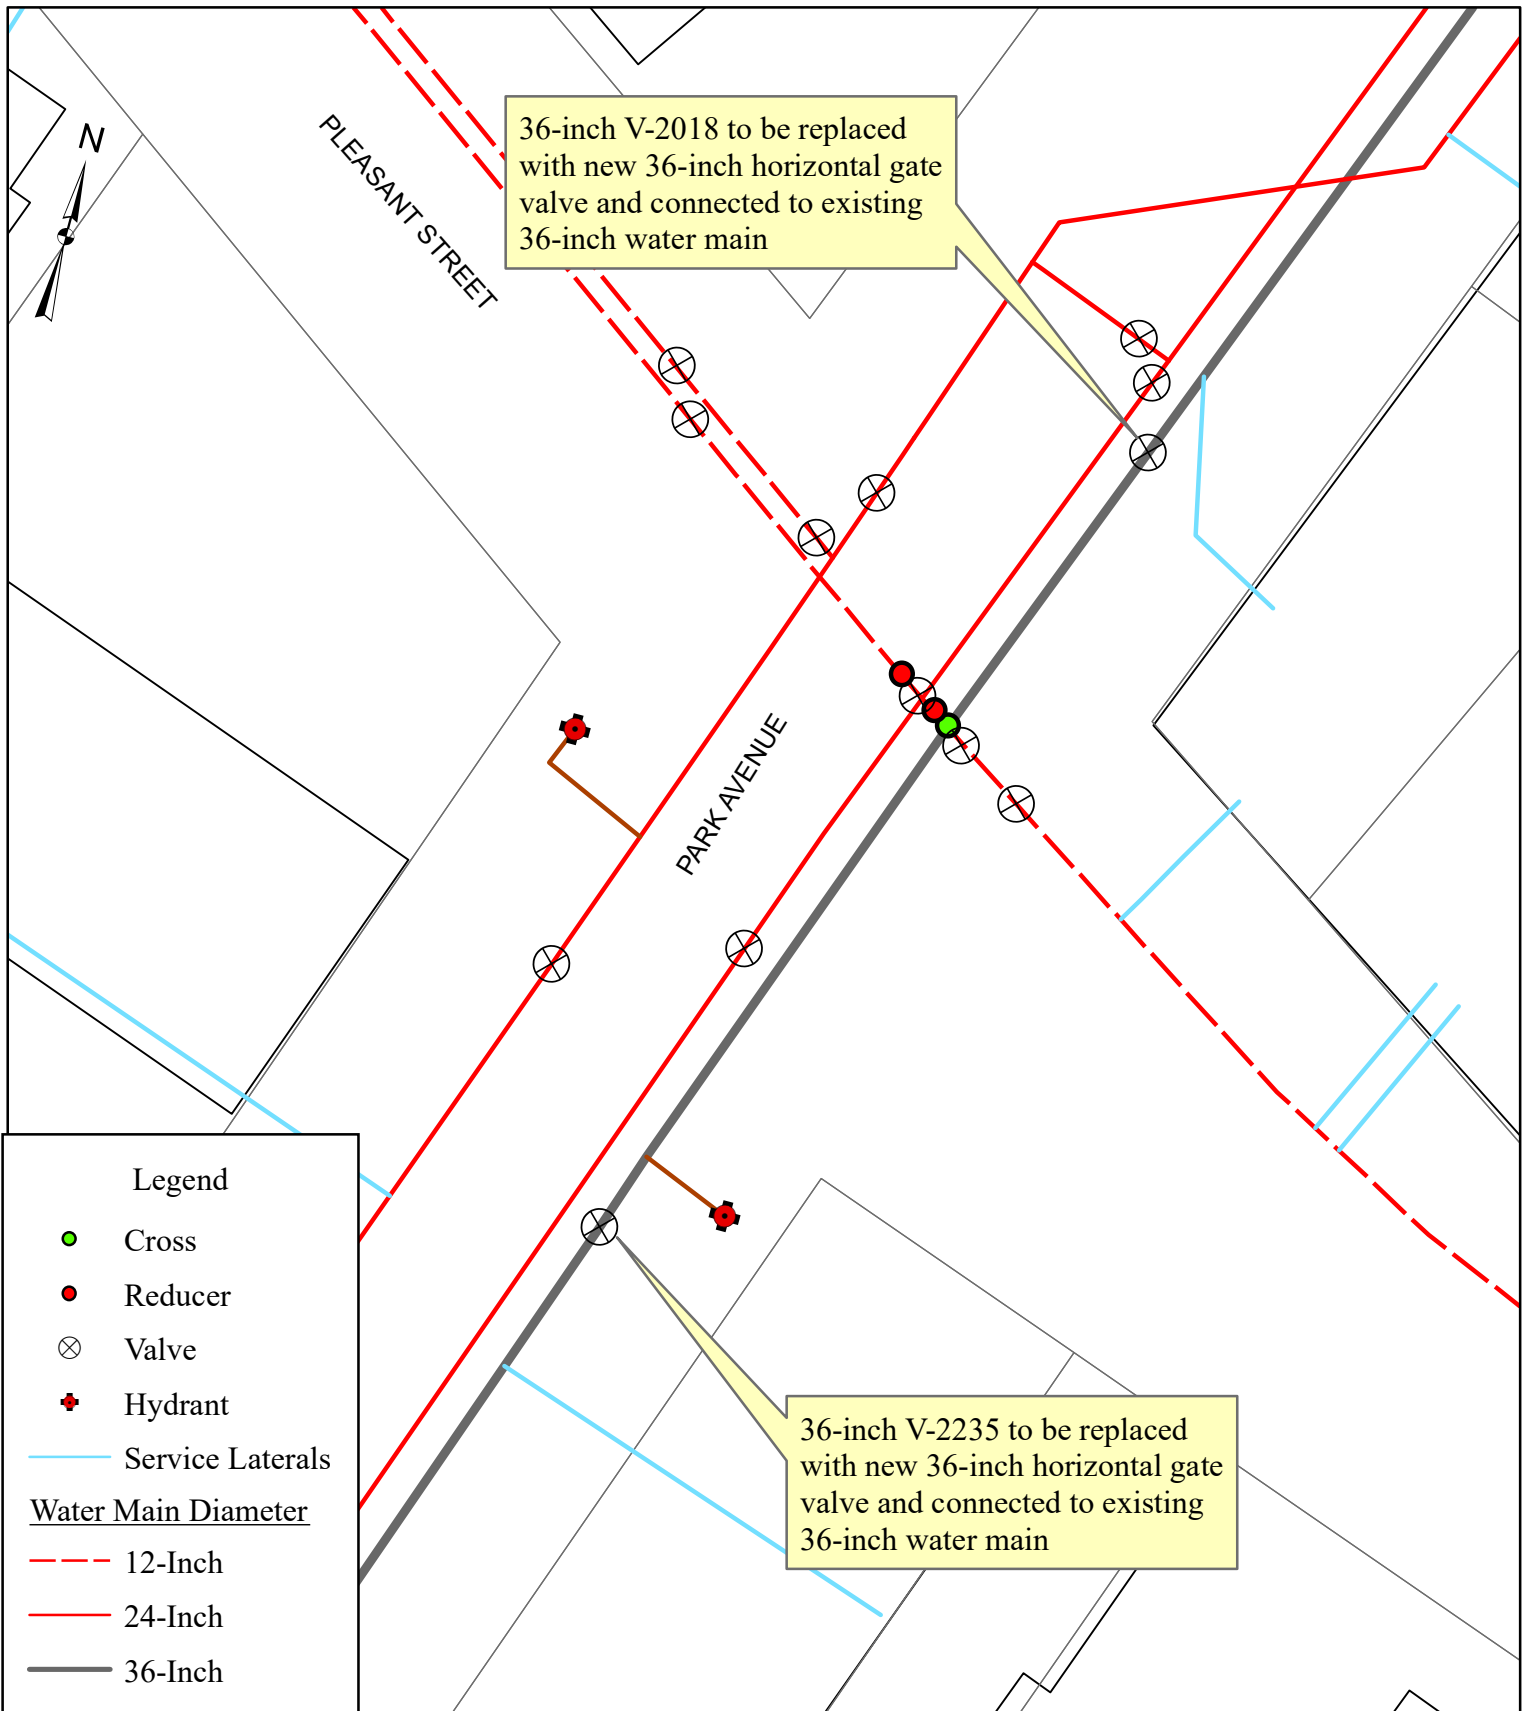 N
PLEASANT STREET
36-inch V-2018 to be replaced
with new 36-inch horizontal gate
valve and connected to existing
36-inch water main
PARK AVENUE
36-inch V-2235 to be replaced
with new 36-inch horizontal gate
valve and connected to existing
36-inch water main
Legend
Cross
Reducer
Valve
Hydrant
Service Laterals
Water Main Diameter
12-Inch
24-Inch
36-Inch